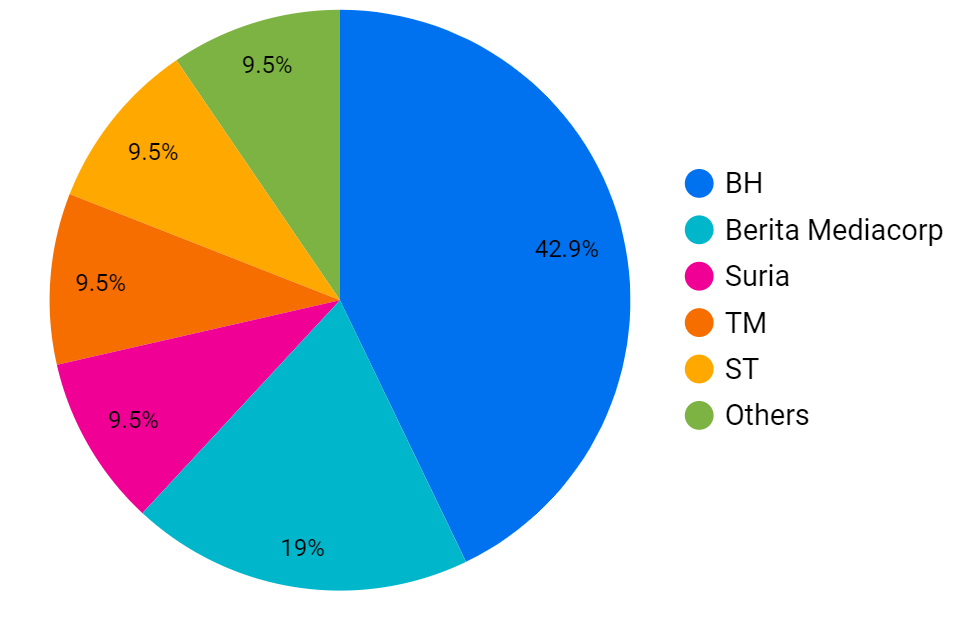 9.5%
9.5%
9.5%
9.5%
19%
42.9%
BH
Berita Mediacorp
Suria
TM
ST
Others